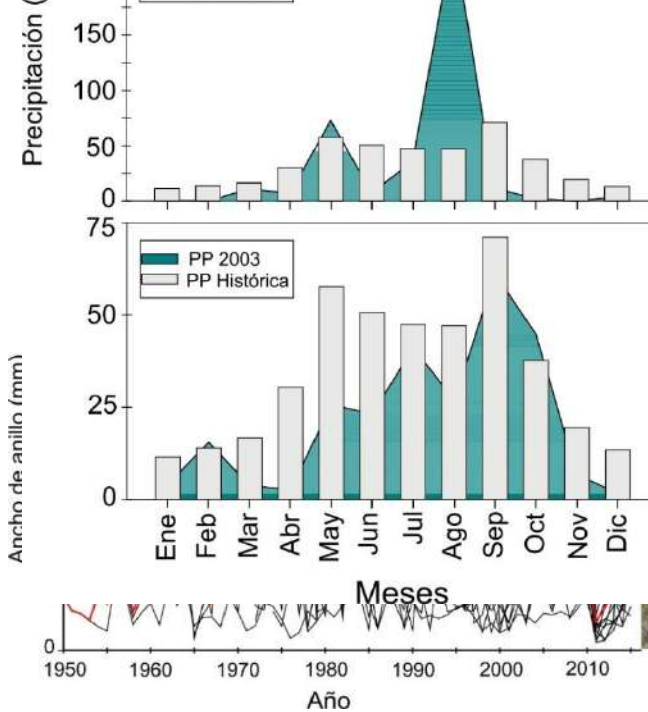 Precipitación (
150
100
50
0
75
50
25
0
PP 2003
PP Histórica
Ancho de anillo (mm)
Ene Feb Mar Abr May Jun Jul Ago Sep Oct Nov Dic
Meses
0
1950 1960 1970 1980 1990 2000 2010
Año